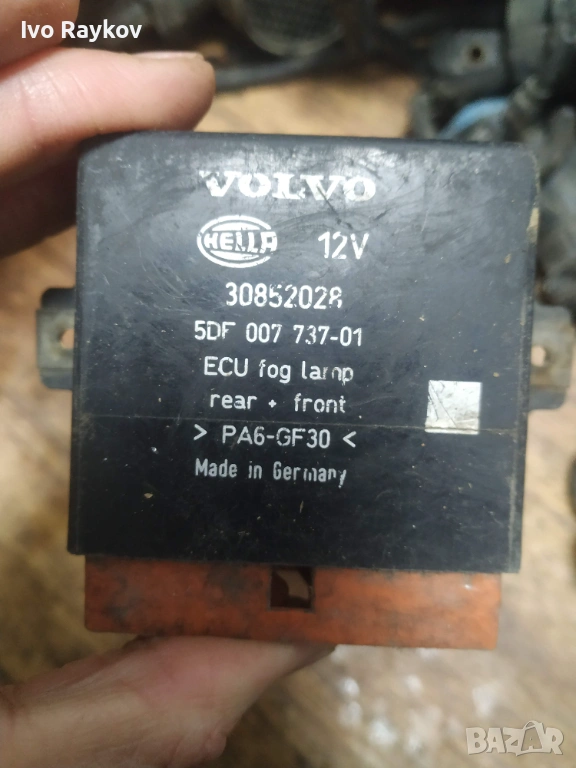 Ivo Raykov
VOLVO
HELLA 12V
30852028
5DF 007 737-01
ECU fog lamp
rear + front
> PA6-GF30 <
Made in Germany
BAZAR